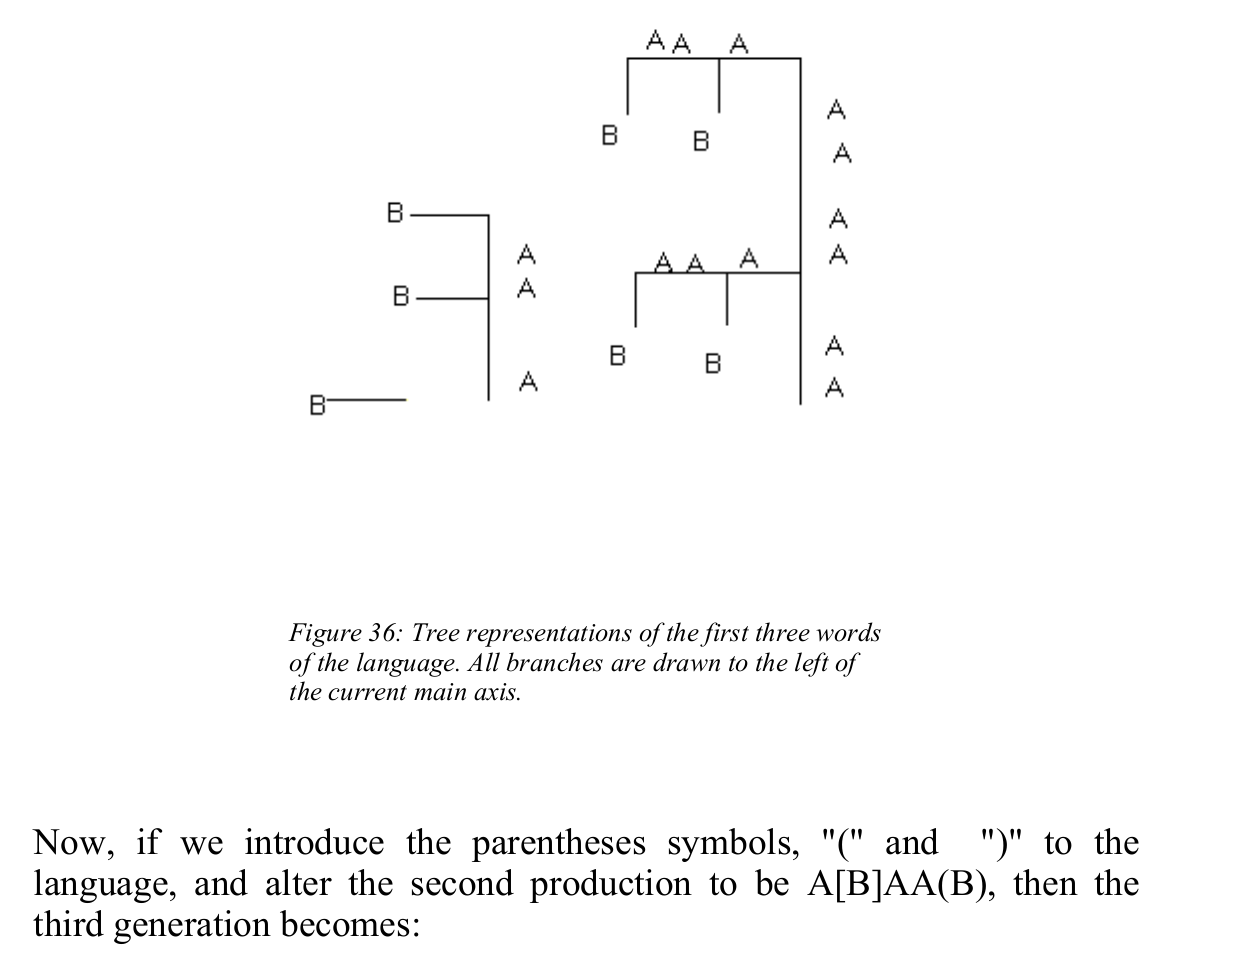 A A A
A
B B
A
B
A
A
A
A A A
A
B
A
B B
A
A
B
Figure 36: Tree representations of the first three words
of the language. All branches are drawn to the left of
the current main axis.
Now, if we introduce the parentheses symbols, "(" and ")" to the
language, and alter the second production to be A[B]AA(B), then the
third generation becomes: